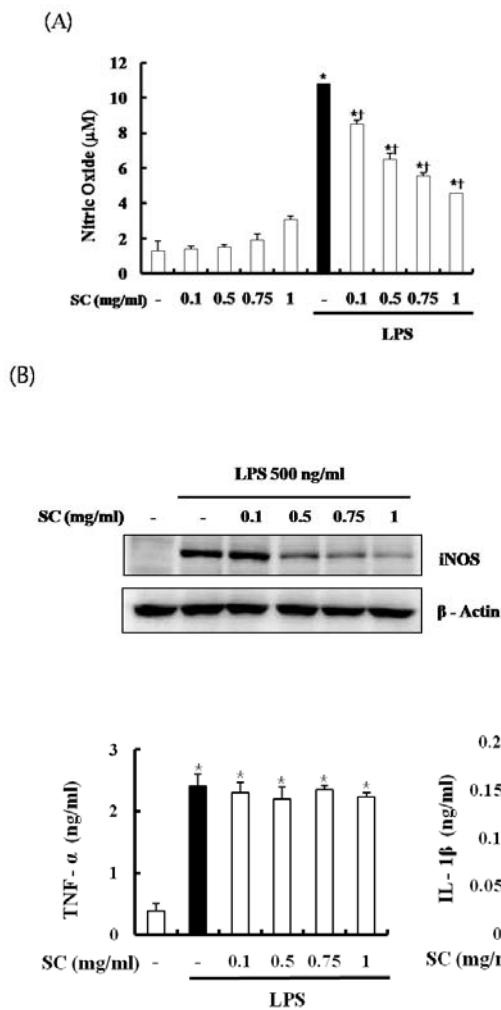 (A)
Nitric Oxide (μM)
12
10
8
6
4
2
0
* *† *† *† *†
SC (mg/ml) - 0.1 0.5 0.75 1 - 0.1 0.5 0.75 1
LPS
(B)
LPS 500 ng/ml
SC (mg/ml) - - 0.1 0.5 0.75 1
iNOS
β - Actin
TNF - α (ng/ml)
3
2
1
0
* * * * *
SC (mg/ml) - - 0.1 0.5 0.75 1
LPS
IL - 1β (ng/ml)
0.2
0.15
0.1
0.05
0
SC (mg/m